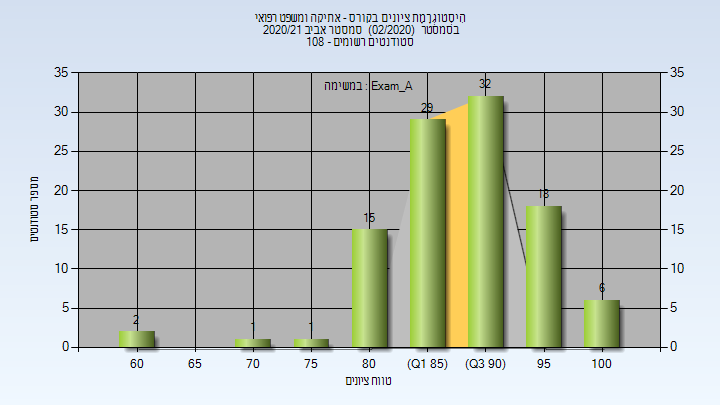 היסטוגרמת ציונים בקורס - אתיקה ומשפט רפואי
בסמסטר (02/2020) סמסטר אביב 2020/21
סטודנטים רשומים - 108
במשימה : Exam_A
מספר סטודנטים
35 35
30 30
25 25
20 20
15 15
10 10
5 5
0 0
2 1 1 15 29 32 18 6
60 65 70 75 80 (Q1 85) (Q3 90) 95 100
טווח ציונים